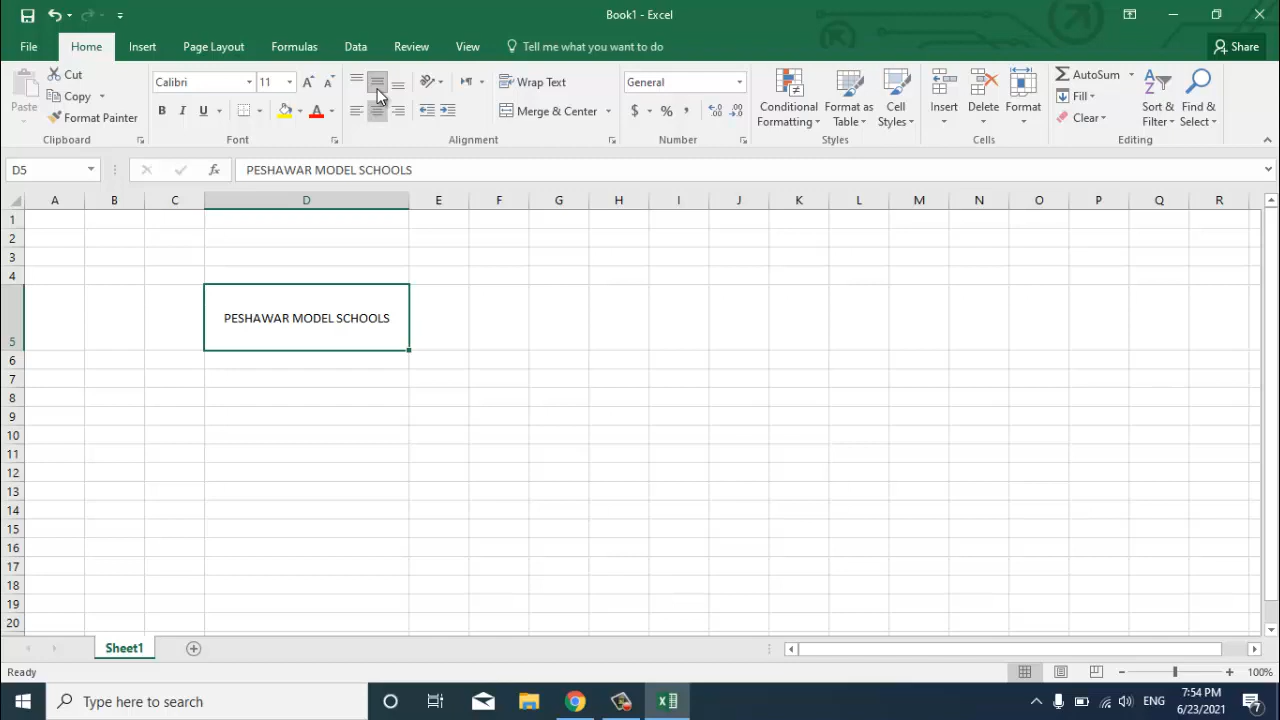 Book1 - Excel
File Home Insert Page Layout Formulas Data Review View Tell me what you want to do Share
Paste
Cut
Copy
Format Painter
Clipboard
Calibri 11 A A
B I U A
Font
Wrap Text
Merge & Center
Alignment
General
$ % , .00 .0
Number
Conditional Formatting
Format as Table
Cell Styles
Styles
Insert Delete Format
Cells
AutoSum
Fill
Clear
Sort & Filter
Find & Select
Editing
D5 fx PESHAWAR MODEL SCHOOLS
A B C D E F G H I J K L M N O P Q R
1
2
3
4
PESHAWAR MODEL SCHOOLS
5
6
7
8
9
10
11
12
13
14
15
16
17
18
19
20
Sheet1
Ready 100%
Type here to search
ENG
7:54 PM
6/23/2021
7